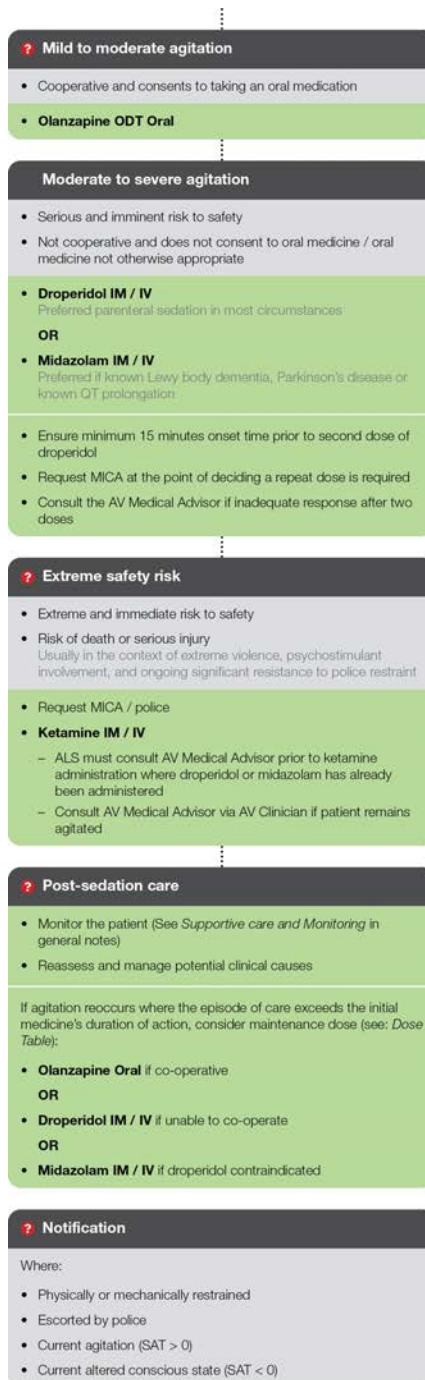 ? Mild to moderate agitation
• Cooperative and consents to taking an oral medication
• Olanzapine ODT Oral
Moderate to severe agitation
• Serious and imminent risk to safety
• Not cooperative and does not consent to oral medicine / oral
medicine not otherwise appropriate
• Droperidol IM / IV
Preferred parenteral sedation in most circumstances
OR
• Midazolam IM / IV
Preferred if known Lewy body dementia, Parkinson's disease or
known QT prolongation
• Ensure minimum 15 minutes onset time prior to second dose of
droperidol
• Request MICA at the point of deciding a repeat dose is required
• Consult the AV Medical Advisor if inadequate response after two
doses
? Extreme safety risk
• Extreme and immediate risk to safety
• Risk of death or serious injury
Usually in the context of extreme violence, psychostimulant
involvement, and ongoing significant resistance to police restraint
• Request MICA / police
• Ketamine IM / IV
– ALS must consult AV Medical Advisor prior to ketamine
administration where droperidol or midazolam has already
been administered
– Consult AV Medical Advisor via AV Clinician if patient remains
agitated
? Post-sedation care
• Monitor the patient (See Supportive care and Monitoring in
general notes)
• Reassess and manage potential clinical causes
If agitation reoccurs where the episode of care exceeds the initial
medicine's duration of action, consider maintenance dose (see: Dose
Table):
• Olanzapine Oral if co-operative
OR
• Droperidol IM / IV if unable to co-operate
OR
• Midazolam IM / IV if droperidol contraindicated
? Notification
Where:
• Physically or mechanically restrained
• Escorted by police
• Current agitation (SAT > 0)
• Current altered conscious state (SAT < 0)